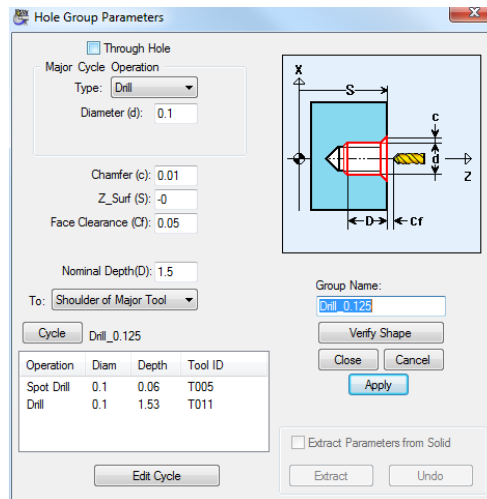 Hole Group Parameters
Through Hole
Major Cycle Operation
Type: Drill
Diameter (d): 0.1
Chamfer (c): 0.01
Z_Surf (S): -0
Face Clearance (Cf): 0.05
Nominal Depth(D): 1.5
To: Shoulder of Major Tool
Cycle Drill_0.125
Operation Diam Depth Tool ID
Spot Drill 0.1 0.06 T005
Drill 0.1 1.53 T011
Edit Cycle
X
S
c
d
Z
D
Cf
Group Name:
Drill_0.125
Verify Shape
Close Cancel
Apply
Extract Parameters from Solid
Extract Undo